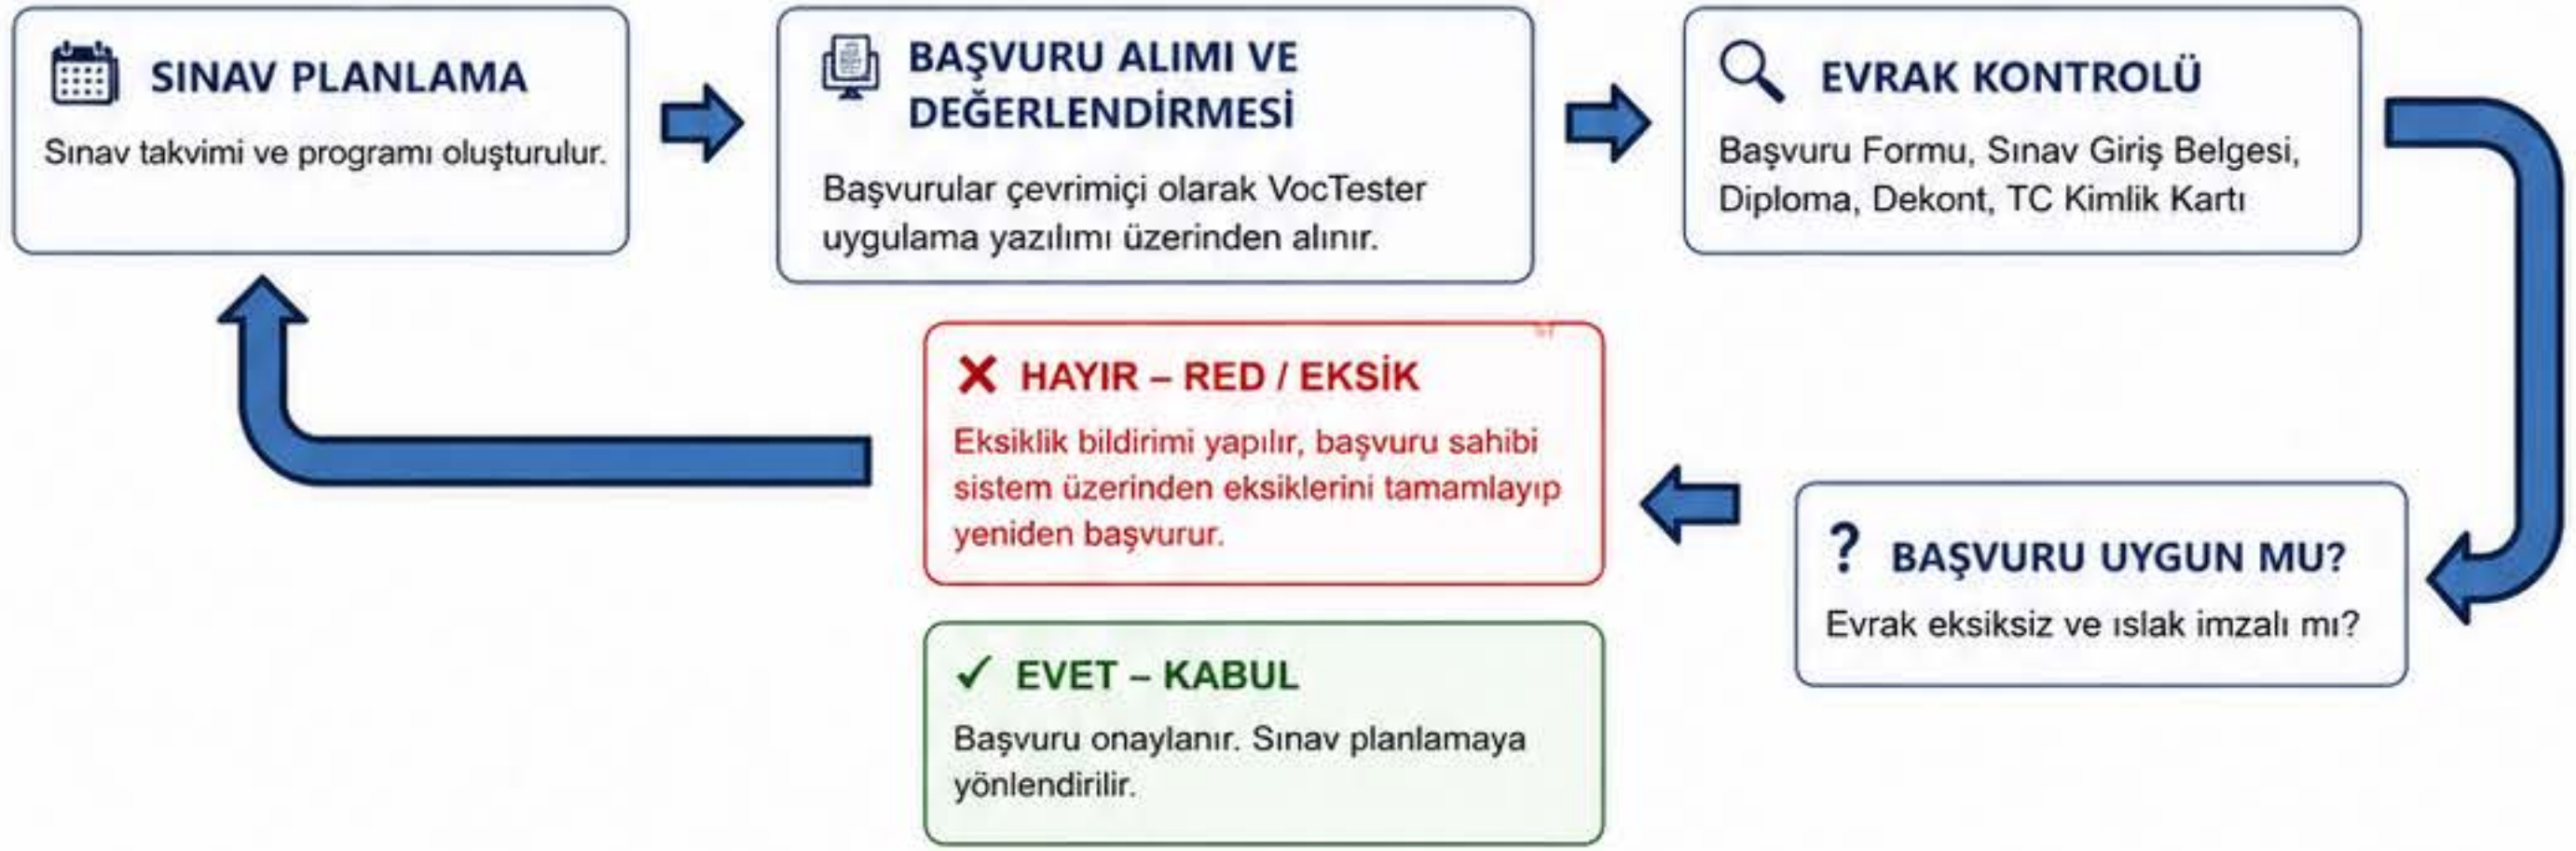 SINAV PLANLAMA
Sınav takvimi ve programı oluşturulur.
BAŞVURU ALIMI VE
DEĞERLENDİRMESİ
Başvurular çevrimiçi olarak VocTester
uygulama yazılımı üzerinden alınır.
EVRAK KONTROLÜ
Başvuru Formu, Sınav Giriş Belgesi,
Diploma, Dekont, TC Kimlik Kartı
? BAŞVURU UYGUN MU?
Evrak eksiksiz ve ıslak imzalı mı?
HAYIR – RED / EKSİK
Eksiklik bildirimi yapılır, başvuru sahibi
sistem üzerinden eksiklerini tamamlayıp
yeniden başvurur.
EVET – KABUL
Başvuru onaylanır. Sınav planlamaya
yönlendirilir.